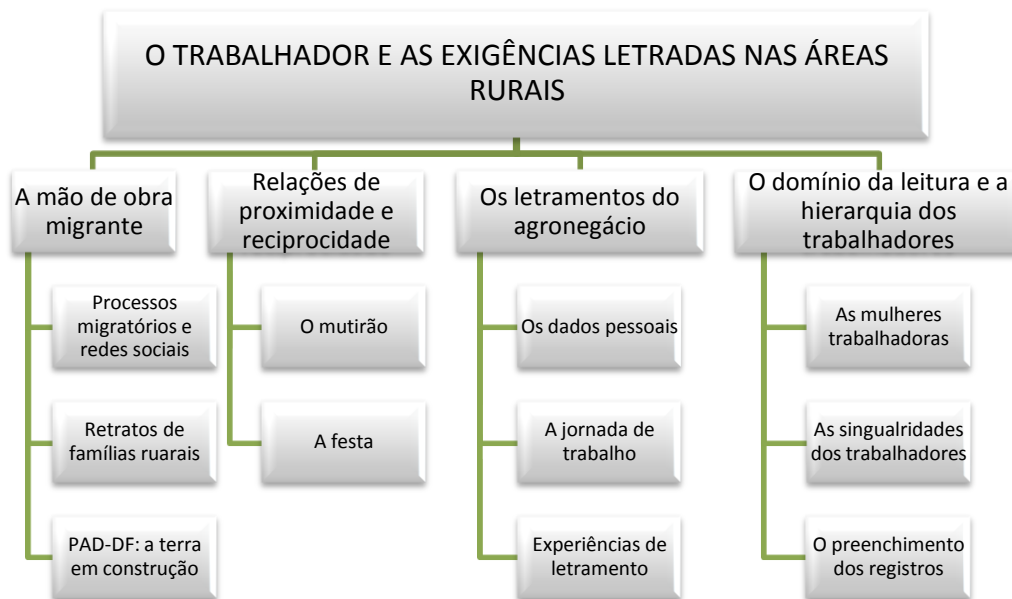 O TRABALHADOR E AS EXIGÊNCIAS LETRADAS NAS ÁREAS
RURAIS
A mão de obra
migrante
Processos
migratórios e
redes sociais
Retratos de
famílias ruarais
PAD-DF: a terra
em construção
Relações de
proximidade e
reciprocidade
O mutirão
A festa
Os letramentos do
agronegácio
Os dados pessoais
A jornada de
trabalho
Experiências de
letramento
O domínio da leitura e a
hierarquia dos
trabalhadores
As mulheres
trabalhadoras
As singualridades
dos trabalhadores
O preenchimento
dos registros